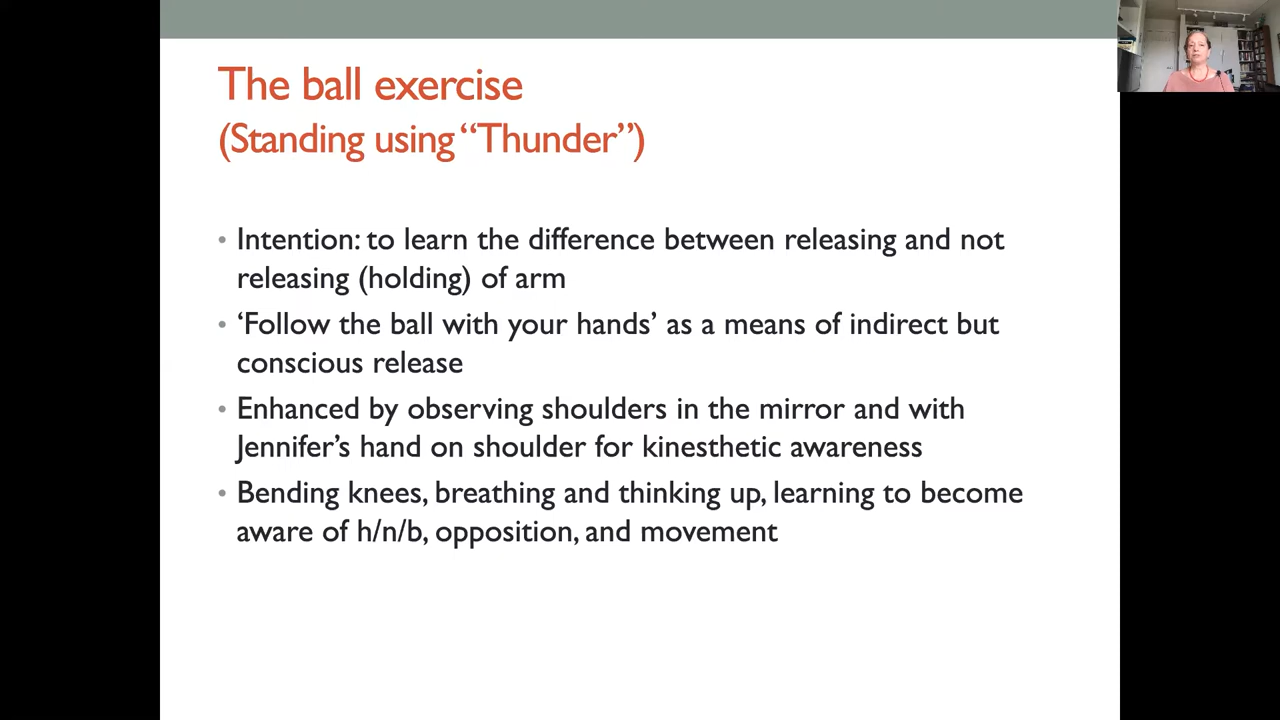 The ball exercise
(Standing using “Thunder”)
• Intention: to learn the difference between releasing and not
releasing (holding) of arm
• ‘Follow the ball with your hands’ as a means of indirect but
conscious release
• Enhanced by observing shoulders in the mirror and with
Jennifer’s hand on shoulder for kinesthetic awareness
• Bending knees, breathing and thinking up, learning to become
aware of h/n/b, opposition, and movement